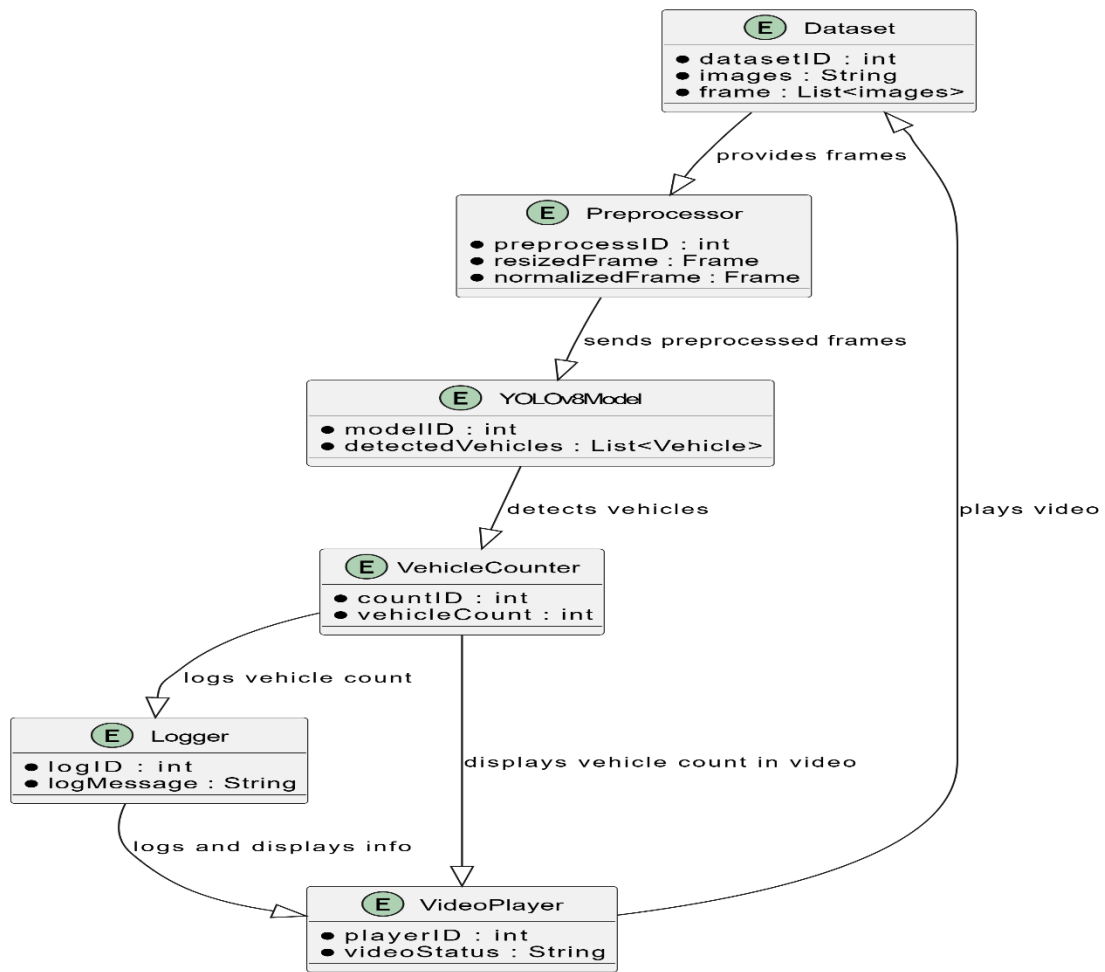 E Dataset
datasetID : int
images : String
frame : List<images>
provides frames
E Preprocessor
preprocessID : int
resizedFrame : Frame
normalizedFrame : Frame
sends preprocessed frames
E YOLOv8Model
modelID : int
detectedVehicles : List<Vehicle>
detects vehicles
plays video
E VehicleCounter
countID : int
vehicleCount : int
logs vehicle count
E Logger
logID : int
logMessage : String
displays vehicle count in video
logs and displays info
E VideoPlayer
playerID : int
videoStatus : String